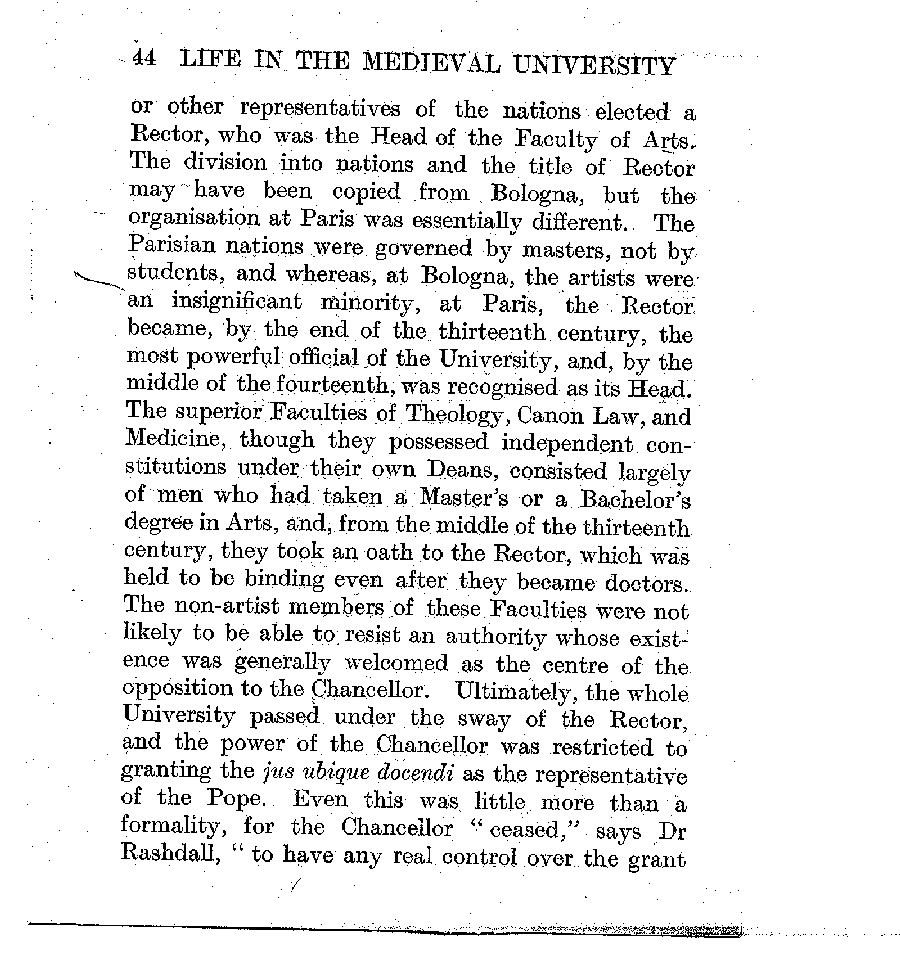 44 LIFE IN THE MEDIEVAL UNIVERSITY
or other representatives of the nations elected a
Rector, who was the Head of the Faculty of Arts.
The division into nations and the title of Rector
may have been copied from Bologna, but the
organisation at Paris was essentially different. The
Parisian nations were governed by masters, not by
students, and whereas, at Bologna, the artists were
an insignificant minority, at Paris, the Rector
became, by the end of the thirteenth century, the
most powerful official of the University, and, by the
middle of the fourteenth, was recognised as its Head.
The superior Faculties of Theology, Canon Law, and
Medicine, though they possessed independent con-
stitutions under their own Deans, consisted largely
of men who had taken a Master's or a Bachelor's
degree in Arts, and, from the middle of the thirteenth
century, they took an oath to the Rector, which was
held to be binding even after they became doctors.
The non-artist members of these Faculties were not
likely to be able to resist an authority whose exist-
ence was generally welcomed as the centre of the
opposition to the Chancellor. Ultimately, the whole
University passed under the sway of the Rector,
and the power of the Chancellor was restricted to
granting the jus ubique docendi as the representative
of the Pope. Even this was little more than a
formality, for the Chancellor "ceased," says Dr
Rashdall, "to have any real control over the grant